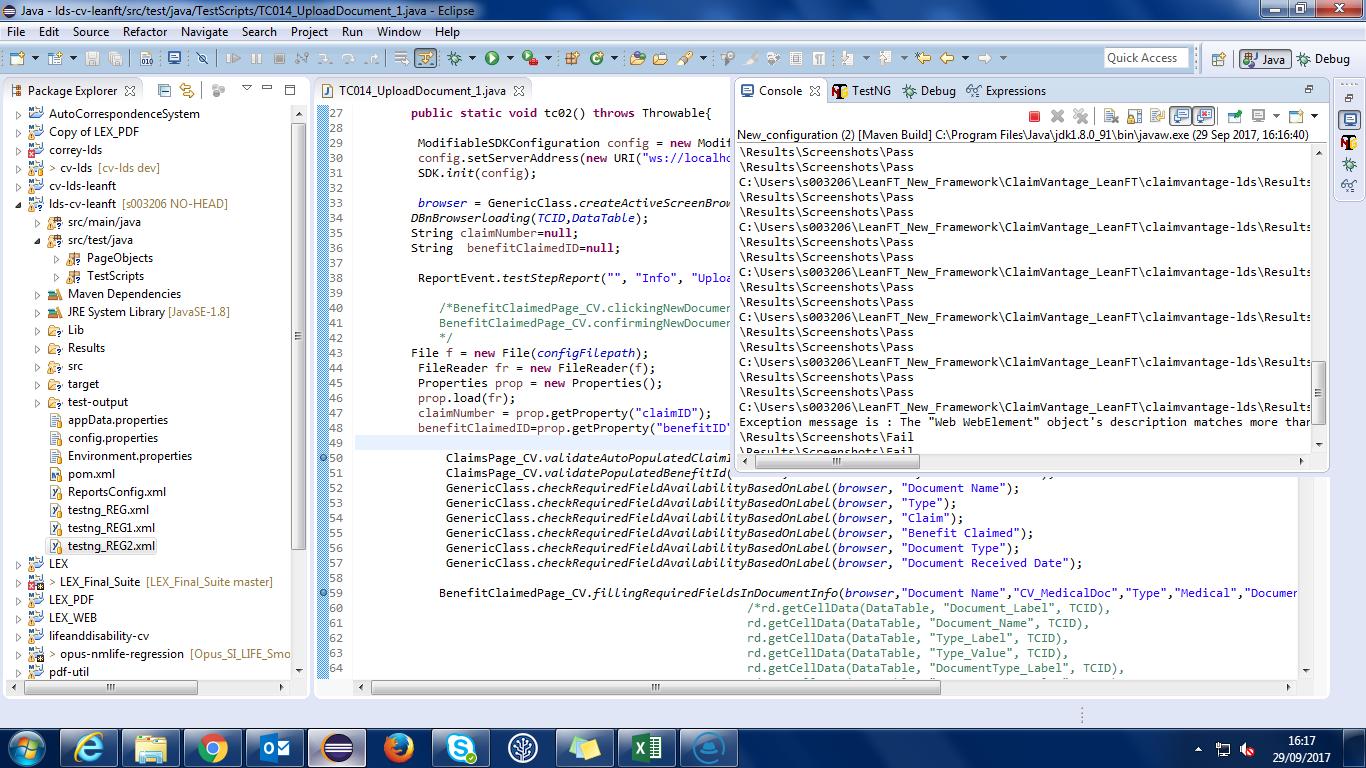 Java - lds-cv-leanft/src/test/java/TestScripts/TC014_UploadDocument_1.java - Eclipse
File Edit Source Refactor Navigate Search Project Run Window Help
Quick Access
Java
Debug
Package Explorer
AutoCorrespondenceSystem
Copy of LEX_PDF
correy-lds
> cv-lds [cv-lds dev]
cv-lds-leanft
lds-cv-leanft [s003206 NO-HEAD]
src/main/java
src/test/java
PageObjects
TestScripts
Maven Dependencies
JRE System Library [JavaSE-1.8]
Lib
Results
src
target
test-output
appData.properties
config.properties
Environment.properties
pom.xml
ReportsConfig.xml
testng_REG.xml
testng_REG1.xml
testng_REG2.xml
LEX
> LEX_Final_Suite [LEX_Final_Suite master]
LEX_PDF
LEX_WEB
lifeanddisability-cv
> opus-nmlife-regression [Opus_SI_LIFE_Smo
pdf-util
TC014_UploadDocument_1.java
27 public static void tc02() throws Throwable{
28
29 ModifiableSDKConfiguration config = new Modif
30 config.setServerAddress(new URI("ws://localho
31 SDK.init(config);
32
33 browser = GenericClass.createActiveScreenBrow
34 DBnBrowserloading(TCID,DataTable);
35 String claimNumber=null;
36 String benefitClaimedID=null;
37
38 ReportEvent.testStepReport("", "Info", "Uploa
39
40 /*BenefitClaimedPage_CV.clickingNewDocumen
41 BenefitClaimedPage_CV.confirmingNewDocumen
42 */
43 File f = new File(configFilepath);
44 FileReader fr = new FileReader(f);
45 Properties prop = new Properties();
46 prop.load(fr);
47 claimNumber = prop.getProperty("claimID");
48 benefitClaimedID=prop.getProperty("benefitID"
49
50 ClaimsPage_CV.validateAutoPopulatedClaimI
51 ClaimsPage_CV.validatePopulatedBenefitId(
52 GenericClass.checkRequiredFieldAvailabilityBasedOnLabel(browser, "Document Name");
53 GenericClass.checkRequiredFieldAvailabilityBasedOnLabel(browser, "Type");
54 GenericClass.checkRequiredFieldAvailabilityBasedOnLabel(browser, "Claim");
55 GenericClass.checkRequiredFieldAvailabilityBasedOnLabel(browser, "Benefit Claimed");
56 GenericClass.checkRequiredFieldAvailabilityBasedOnLabel(browser, "Document Type");
57 GenericClass.checkRequiredFieldAvailabilityBasedOnLabel(browser, "Document Received Date");
58
59 BenefitClaimedPage_CV.fillingRequiredFieldsInDocumentInfo(browser,"Document Name","CV_MedicalDoc","Type","Medical","Documen
60 /*rd.getCellData(DataTable, "Document_Label", TCID),
61 rd.getCellData(DataTable, "Document_Name", TCID),
62 rd.getCellData(DataTable, "Type_Label", TCID),
63 rd.getCellData(DataTable, "Type_Value", TCID),
64 rd.getCellData(DataTable, "DocumentType_Label", TCID),
Console TestNG Debug Expressions
New_configuration (2) [Maven Build] C:\Program Files\Java\jdk1.8.0_91\bin\javaw.exe (29 Sep 2017, 16:16:40)
\Results\Screenshots\Pass
\Results\Screenshots\Pass
C:\Users\s003206\LeanFT_New_Framework\ClaimVantage_LeanFT\claimvantage-lds\Results
\Results\Screenshots\Pass
\Results\Screenshots\Pass
C:\Users\s003206\LeanFT_New_Framework\ClaimVantage_LeanFT\claimvantage-lds\Results
\Results\Screenshots\Pass
\Results\Screenshots\Pass
C:\Users\s003206\LeanFT_New_Framework\ClaimVantage_LeanFT\claimvantage-lds\Results
\Results\Screenshots\Pass
\Results\Screenshots\Pass
C:\Users\s003206\LeanFT_New_Framework\ClaimVantage_LeanFT\claimvantage-lds\Results
\Results\Screenshots\Pass
\Results\Screenshots\Pass
C:\Users\s003206\LeanFT_New_Framework\ClaimVantage_LeanFT\claimvantage-lds\Results
\Results\Screenshots\Pass
\Results\Screenshots\Pass
C:\Users\s003206\LeanFT_New_Framework\ClaimVantage_LeanFT\claimvantage-lds\Results
Exception message is : The "Web WebElement" object's description matches more than
\Results\Screenshots\Fail
\Results\Screenshots\Fail
16:17
29/09/2017